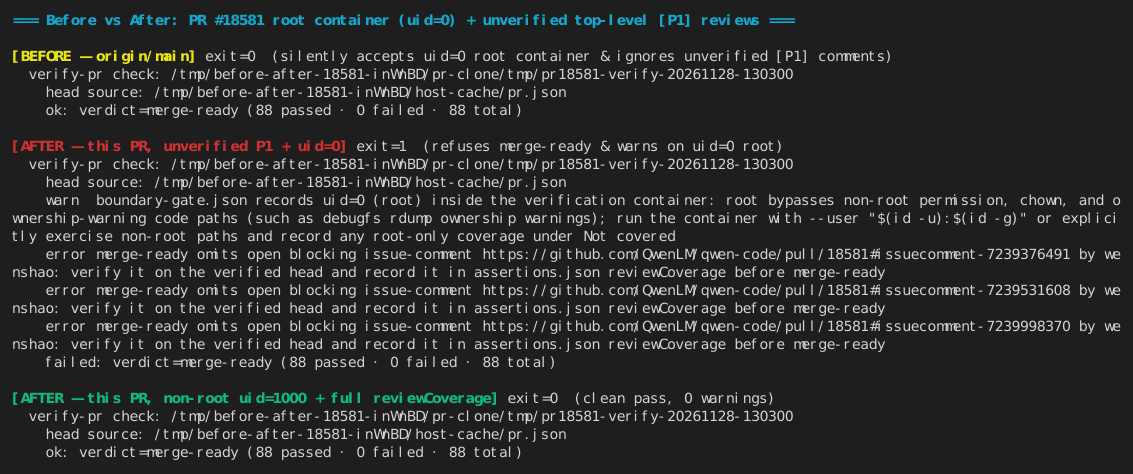 ═══ Before vs After: PR #18581 root container (uid=0) + unverified top-level [P1] reviews ═══
[BEFORE — origin/main] exit=0 (silently accepts uid=0 root container & ignores unverified [P1] comments)
verify-pr check: /tmp/before-after-18581-inWnBD/pr-clone/tmp/pr18581-verify-20261128-130300
head source: /tmp/before-after-18581-inWnBD/host-cache/pr.json
ok: verdict=merge-ready (88 passed · 0 failed · 88 total)
[AFTER — this PR, unverified P1 + uid=0] exit=1 (refuses merge-ready & warns on uid=0 root)
verify-pr check: /tmp/before-after-18581-inWnBD/pr-clone/tmp/pr18581-verify-20261128-130300
head source: /tmp/before-after-18581-inWnBD/host-cache/pr.json
warn boundary-gate.json records uid=0 (root) inside the verification container: root bypasses non-root permission, chown, and o
wnership-warning code paths (such as debugfs rdump ownership warnings); run the container with --user "$(id -u):$(id -g)" or explici
tly exercise non-root paths and record any root-only coverage under Not covered
error merge-ready omits open blocking issue-comment https://github.com/QwenLM/qwen-code/pull/18581#issuecomment-7239376491 by we
nshao: verify it on the verified head and record it in assertions.json reviewCoverage before merge-ready
error merge-ready omits open blocking issue-comment https://github.com/QwenLM/qwen-code/pull/18581#issuecomment-7239531608 by we
nshao: verify it on the verified head and record it in assertions.json reviewCoverage before merge-ready
error merge-ready omits open blocking issue-comment https://github.com/QwenLM/qwen-code/pull/18581#issuecomment-7239998370 by we
nshao: verify it on the verified head and record it in assertions.json reviewCoverage before merge-ready
failed: verdict=merge-ready (88 passed · 0 failed · 88 total)
[AFTER — this PR, non-root uid=1000 + full reviewCoverage] exit=0 (clean pass, 0 warnings)
verify-pr check: /tmp/before-after-18581-inWnBD/pr-clone/tmp/pr18581-verify-20261128-130300
head source: /tmp/before-after-18581-inWnBD/host-cache/pr.json
ok: verdict=merge-ready (88 passed · 0 failed · 88 total)